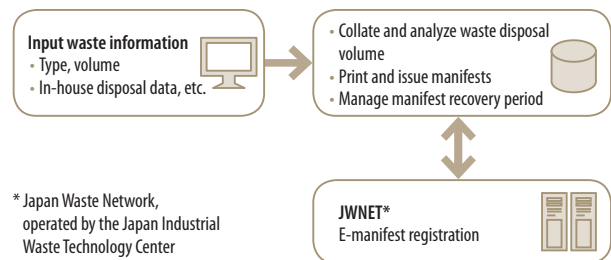 Input waste information
• Type, volume
• In-house disposal data, etc.
• Collate and analyze waste disposal
volume
• Print and issue manifests
• Manage manifest recovery period
JWNET*
E-manifest registration
* Japan Waste Network,
operated by the Japan Industrial
Waste Technology Center